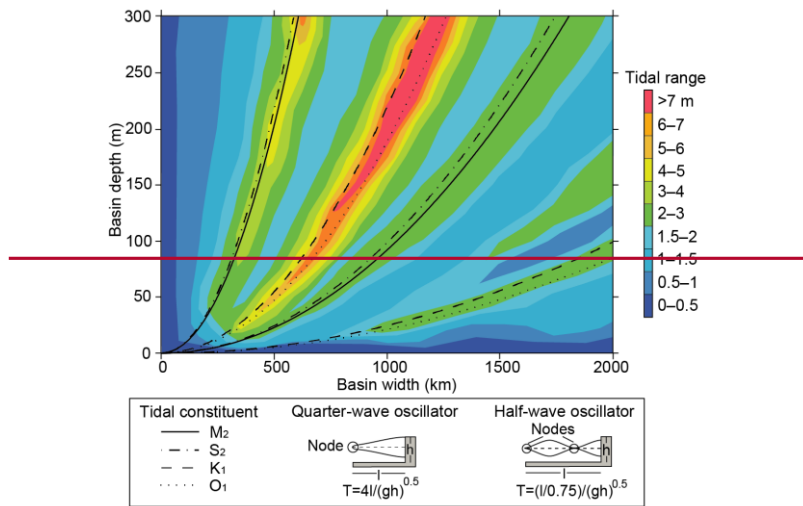 300
250
200
150
100
50
0
Basin depth (m)
0
500
1000
1500
2000
Basin width (km)
Tidal range
>7 m
6–7
5–6
4–5
3–4
2–3
1.5–2
1–1.5
0.5–1
0–0.5
Tidal constituent
M2
S2
K1
O1
Quarter-wave oscillator
Node
h
l
T=4l/(gh)^0.5
Half-wave oscillator
Nodes
h
l
T=(l/0.75)/(gh)^0.5